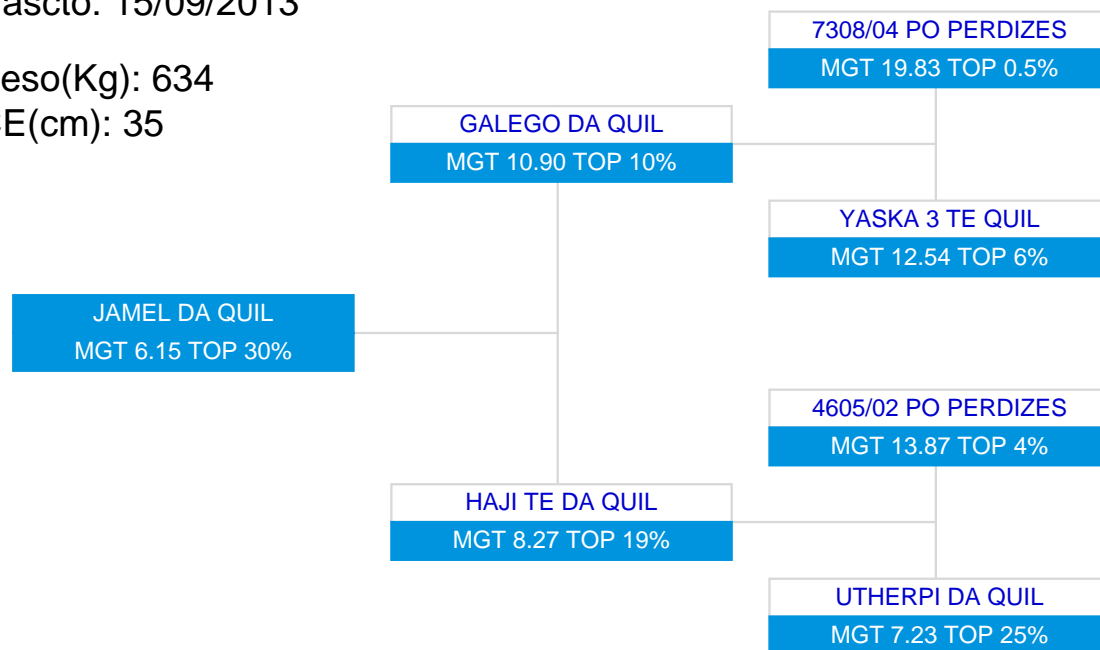 ascto: 15/09/2013
eso(Kg): 634
E(cm): 35
7308/04 PO PERDIZES
MGT 19.83 TOP 0.5%
GALEGO DA QUIL
MGT 10.90 TOP 10%
YASKA 3 TE QUIL
MGT 12.54 TOP 6%
JAMEL DA QUIL
MGT 6.15 TOP 30%
4605/02 PO PERDIZES
MGT 13.87 TOP 4%
HAJI TE DA QUIL
MGT 8.27 TOP 19%
UTHERPI DA QUIL
MGT 7.23 TOP 25%